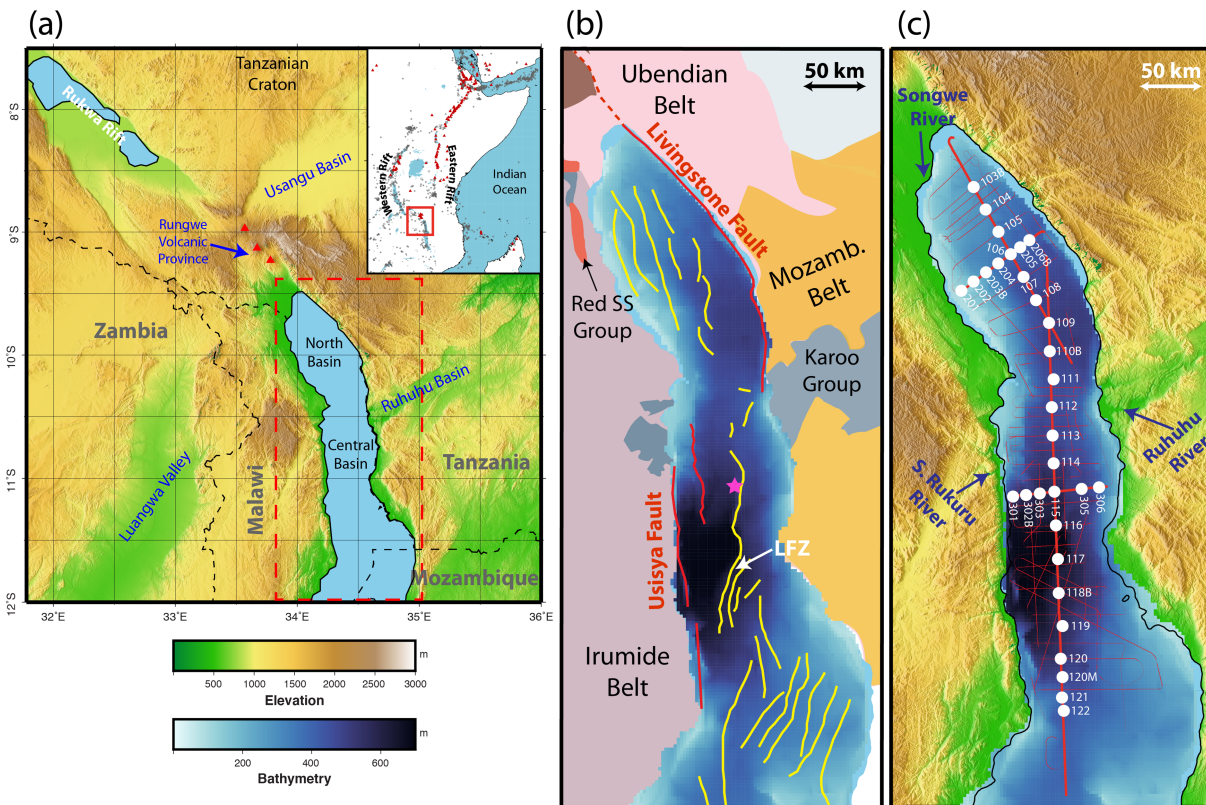 (a)
Tanzanian
Craton
Rukwa Rift
Usangu Basin
Rungwe
Volcanic
Province
Western Rift
Eastern Rift
Indian
Ocean
Zambia
North
Basin
Ruhuhu Basin
Central
Basin
Luangwa Valley
Malawi
Tanzania
Mozambique
8°S
9°S
10°S
11°S
12°S
32°E
33°E
34°E
35°E
36°E
m
500
1000
1500
2000
2500
3000
Elevation
m
200
400
600
Bathymetry
(b)
50 km
Ubendian
Belt
Livingstone Fault
Red SS
Group
Mozamb.
Belt
Karoo
Group
Usisya Fault
LFZ
Irumide
Belt
(c)
50 km
Songwe
River
103B
104
105
106
206B
205
204
203B
202
201
107
108
109
110B
111
112
113
114
Ruhuhu
River
S. Rukuru
River
301
302B
303
115
305
306
116
117
118B
119
120
120M
121
122